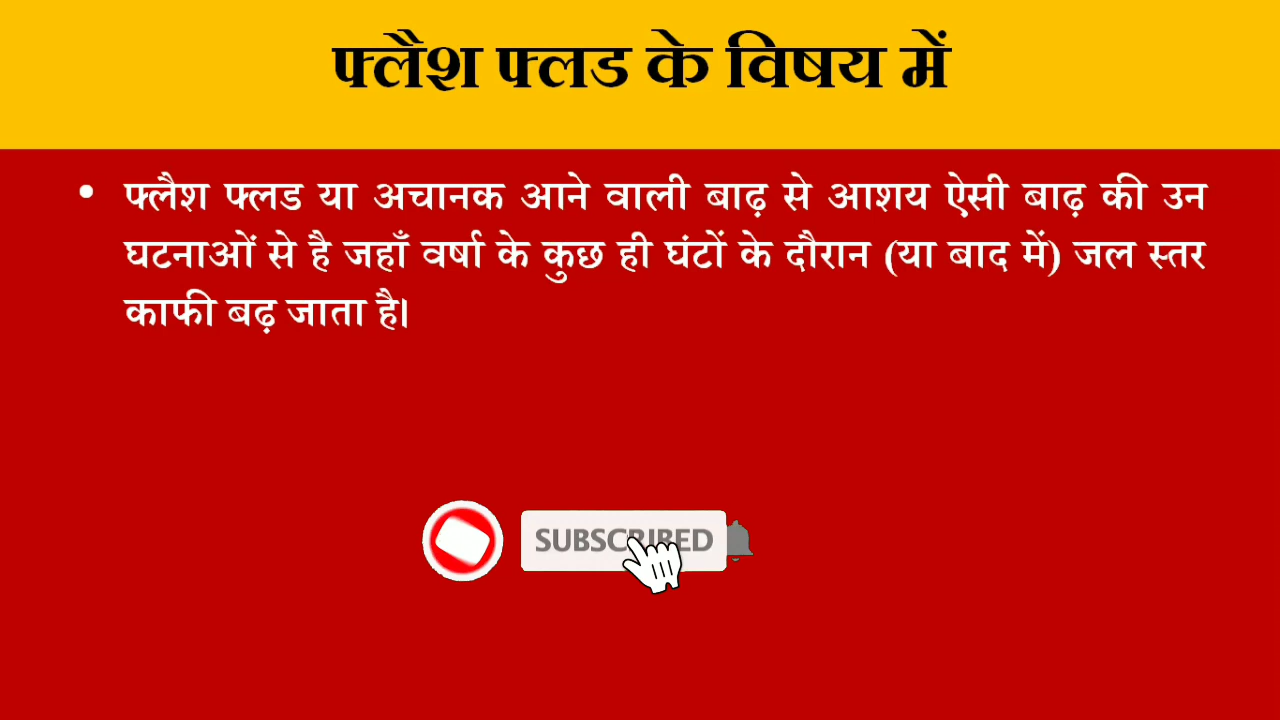 फ्लैश फ्लड के विषय में
• फ्लैश फ्लड या अचानक आने वाली बाढ़ से आशय ऐसी बाढ़ की उन
घटनाओं से है जहाँ वर्षा के कुछ ही घंटों के दौरान (या बाद में) जल स्तर
काफी बढ़ जाता है।
SUBSCRIBED